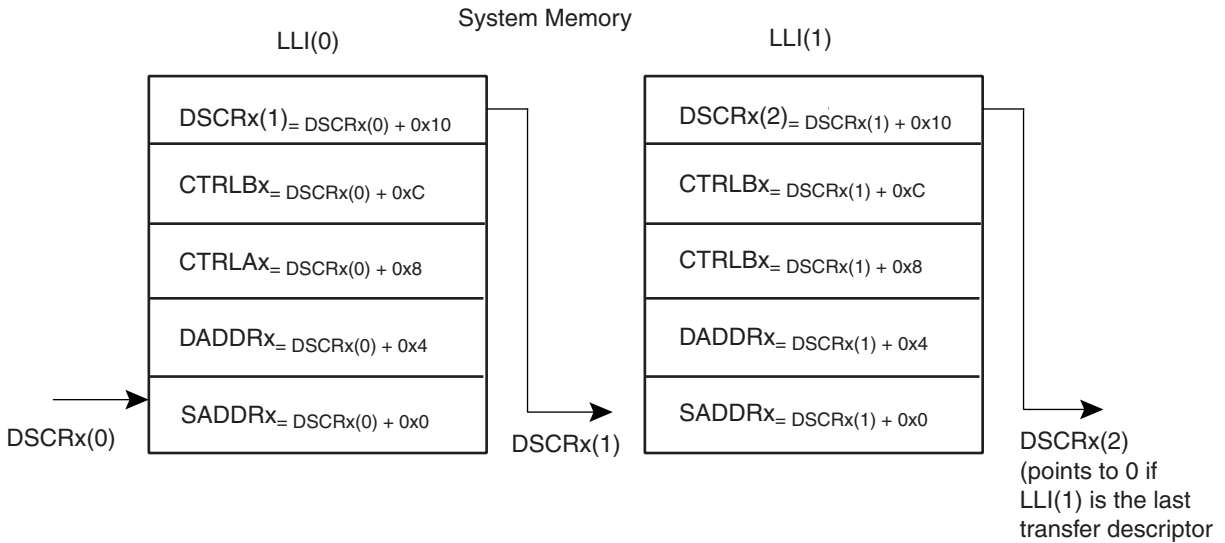 System Memory
LLI(0)
LLI(1)
DSCRx(1)= DSCRx(0) + 0x10
CTRLBx= DSCRx(0) + 0xC
CTRLAx= DSCRx(0) + 0x8
DADDRx= DSCRx(0) + 0x4
SADDRx= DSCRx(0) + 0x0
DSCRx(0)
DSCRx(1)
DSCRx(2)= DSCRx(1) + 0x10
CTRLBx= DSCRx(1) + 0xC
CTRLBx= DSCRx(1) + 0x8
DADDRx= DSCRx(1) + 0x4
SADDRx= DSCRx(1) + 0x0
DSCRx(2)
(points to 0 if
LLI(1) is the last
transfer descriptor